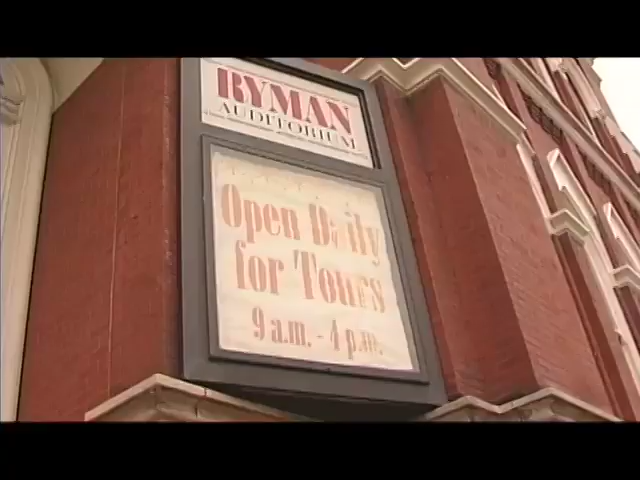 RYMAN
AUDITORIUM
Open Daily
for Tours
9 a.m. - 4 p.m.